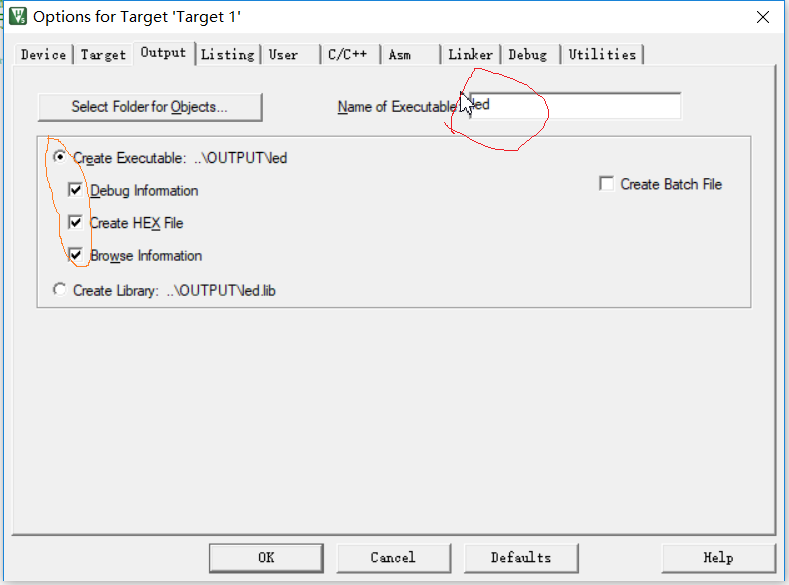 Options for Target 'Target 1'
Device Target Output Listing User C/C++ Asm Linker Debug Utilities
Select Folder for Objects... Name of Executable: led
Create Executable: ..\OUTPUT\led
Debug Information Create Batch File
Create HEX File
Browse Information
Create Library: ..\OUTPUT\led.lib
OK Cancel Defaults Help